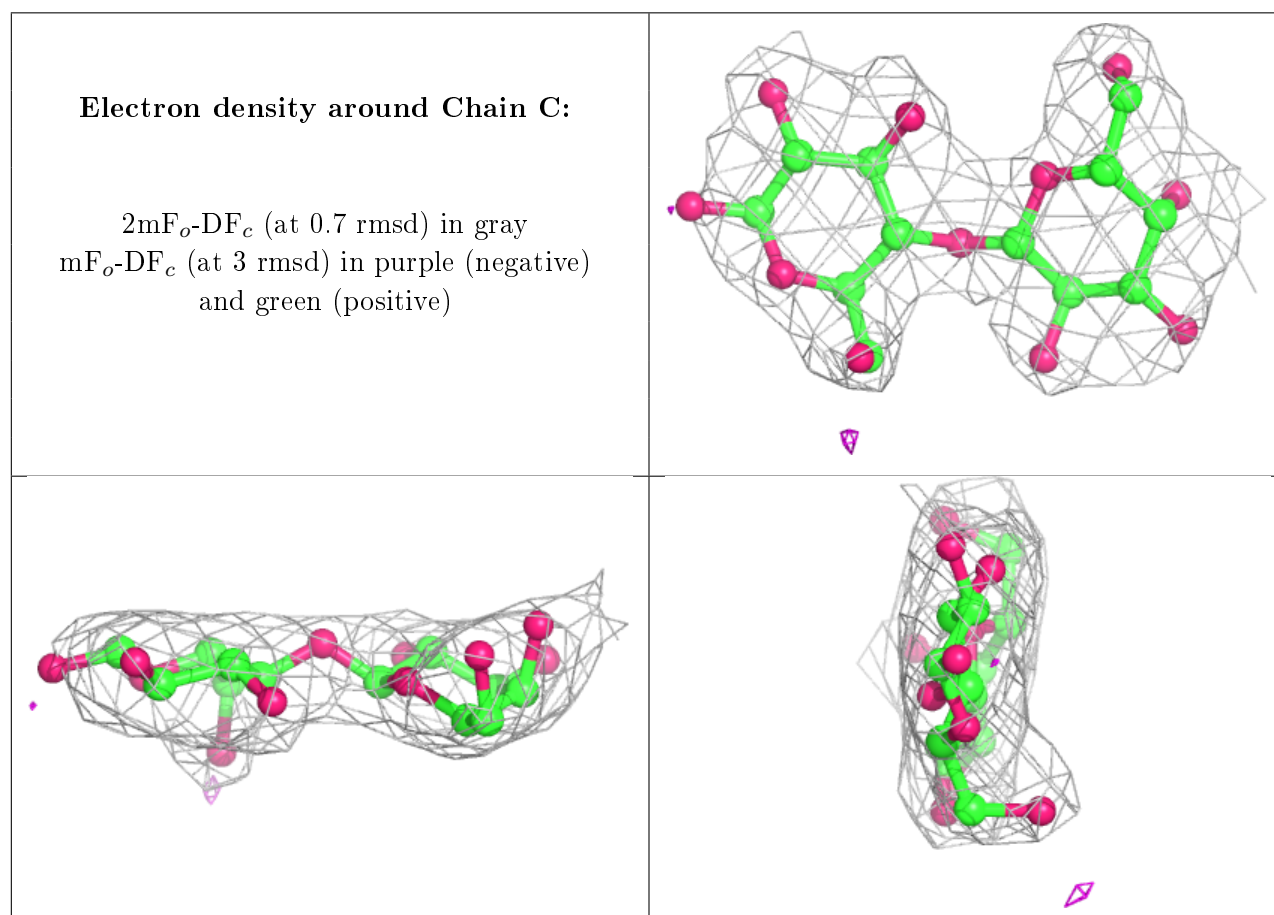 Electron density around Chain C:
2mFₒ-DF𝒸 (at 0.7 rmsd) in gray
mFₒ-DF𝒸 (at 3 rmsd) in purple (negative)
and green (positive)